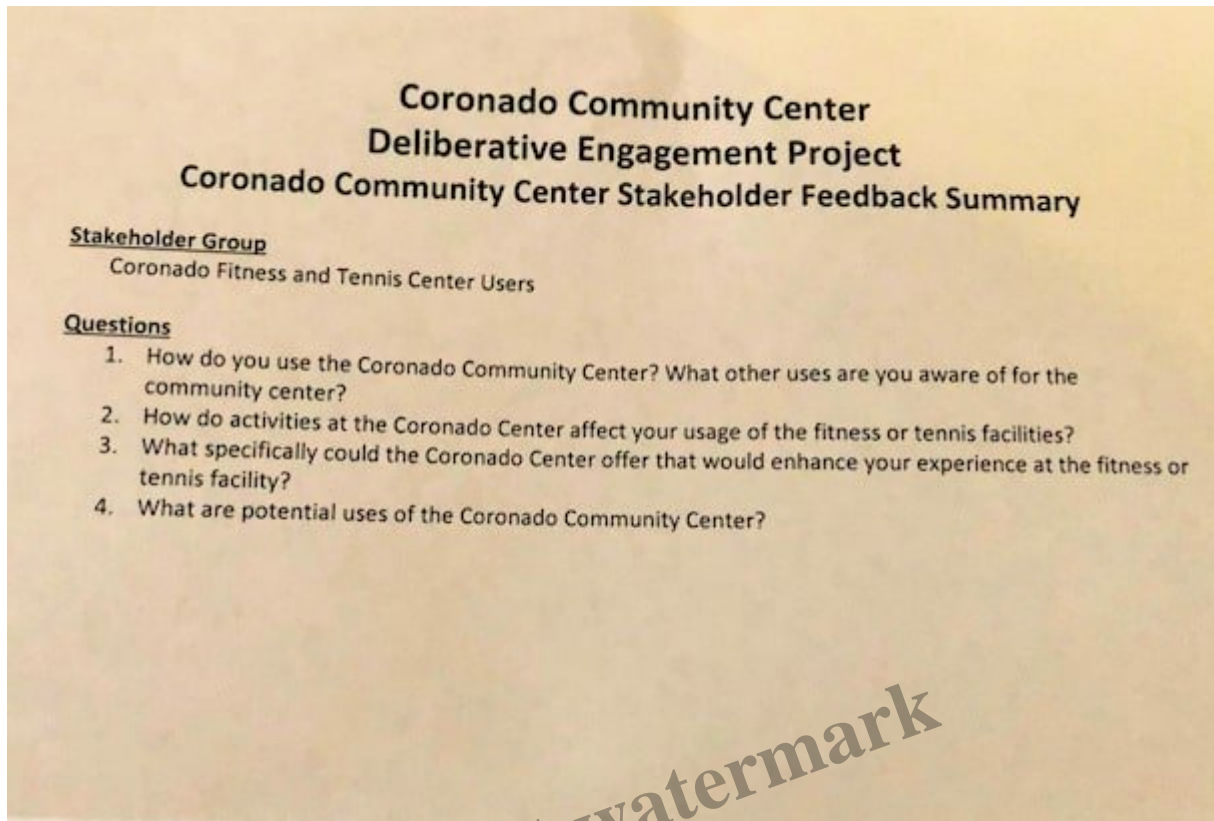 Coronado Community Center
Deliberative Engagement Project
Coronado Community Center Stakeholder Feedback Summary
Stakeholder Group
Coronado Fitness and Tennis Center Users
Questions
1. How do you use the Coronado Community Center? What other uses are you aware of for the
community center?
2. How do activities at the Coronado Center affect your usage of the fitness or tennis facilities?
3. What specifically could the Coronado Center offer that would enhance your experience at the fitness or
tennis facility?
4. What are potential uses of the Coronado Community Center?
watermark